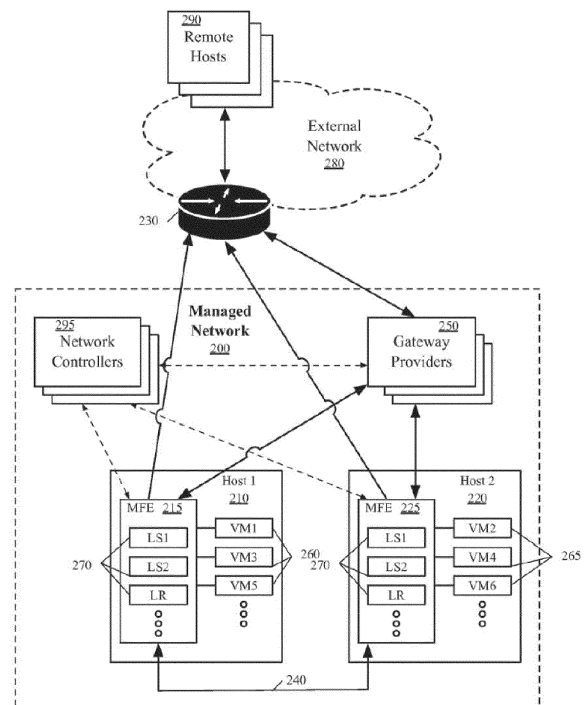 290
Remote
Hosts
External
Network
280
230
Managed
Network
200
295
Network
Controllers
250
Gateway
Providers
Host 1
210
MFE 215
LS1
LS2
LR
270
VM1
VM3
VM5
260
Host 2
220
MFE 225
LS1
LS2
LR
270
VM2
VM4
VM6
265
240